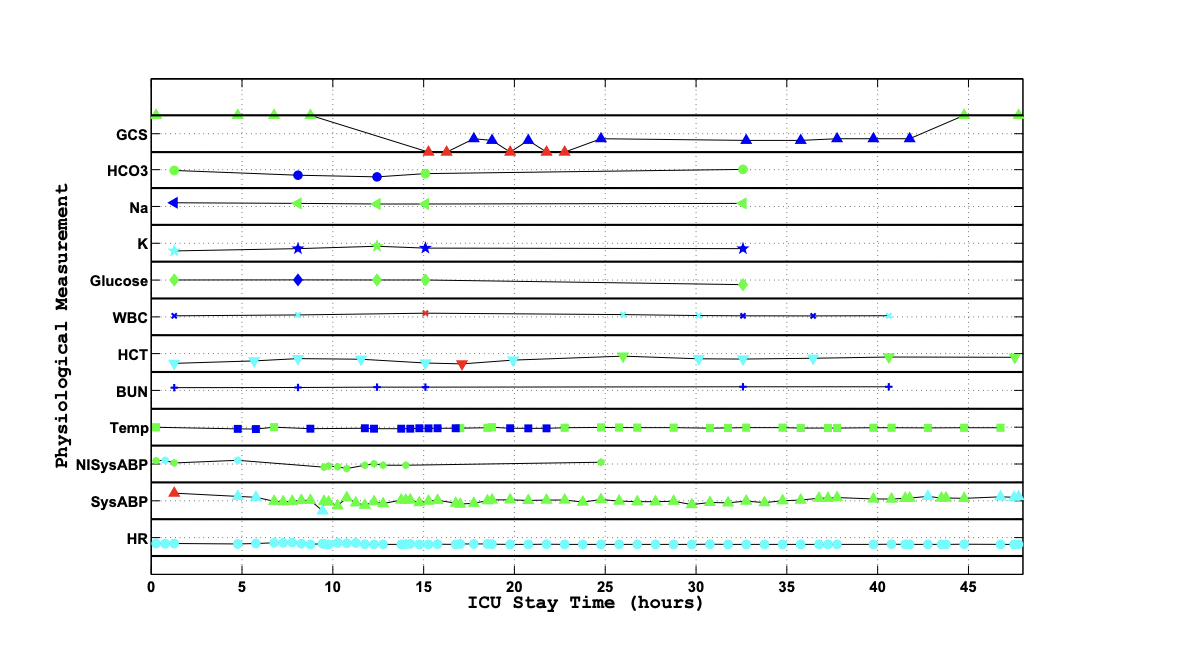 Physiological Measurement
GCS
HCO3
Na
K
Glucose
WBC
HCT
BUN
Temp
NISysABP
SysABP
HR
0 5 10 15 20 25 30 35 40 45
ICU Stay Time (hours)